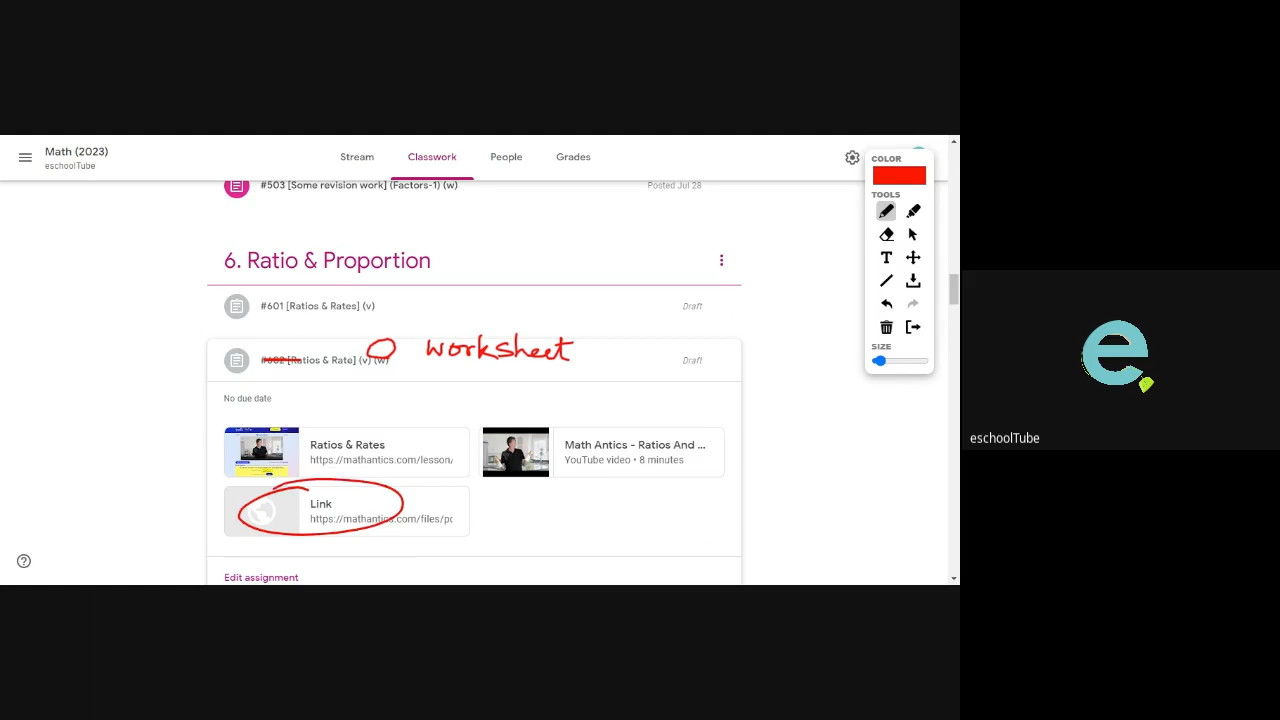 Math (2023)
eschoolTube
Stream
Classwork
People
Grades
#503 [Some revision work] (Factors-1) (w)
Posted Jul 28
6. Ratio & Proportion
#601 [Ratios & Rates] (v)
Draft
#602 [Ratios & Rate] (v) (w)
worksheet
Draft
No due date
Ratios & Rates
https://mathantics.com/lesson/
Math Antics - Ratios And ...
YouTube video • 8 minutes
Link
https://mathantics.com/files/pc
Edit assignment
COLOR
TOOLS
T
SIZE
e
eschoolTube